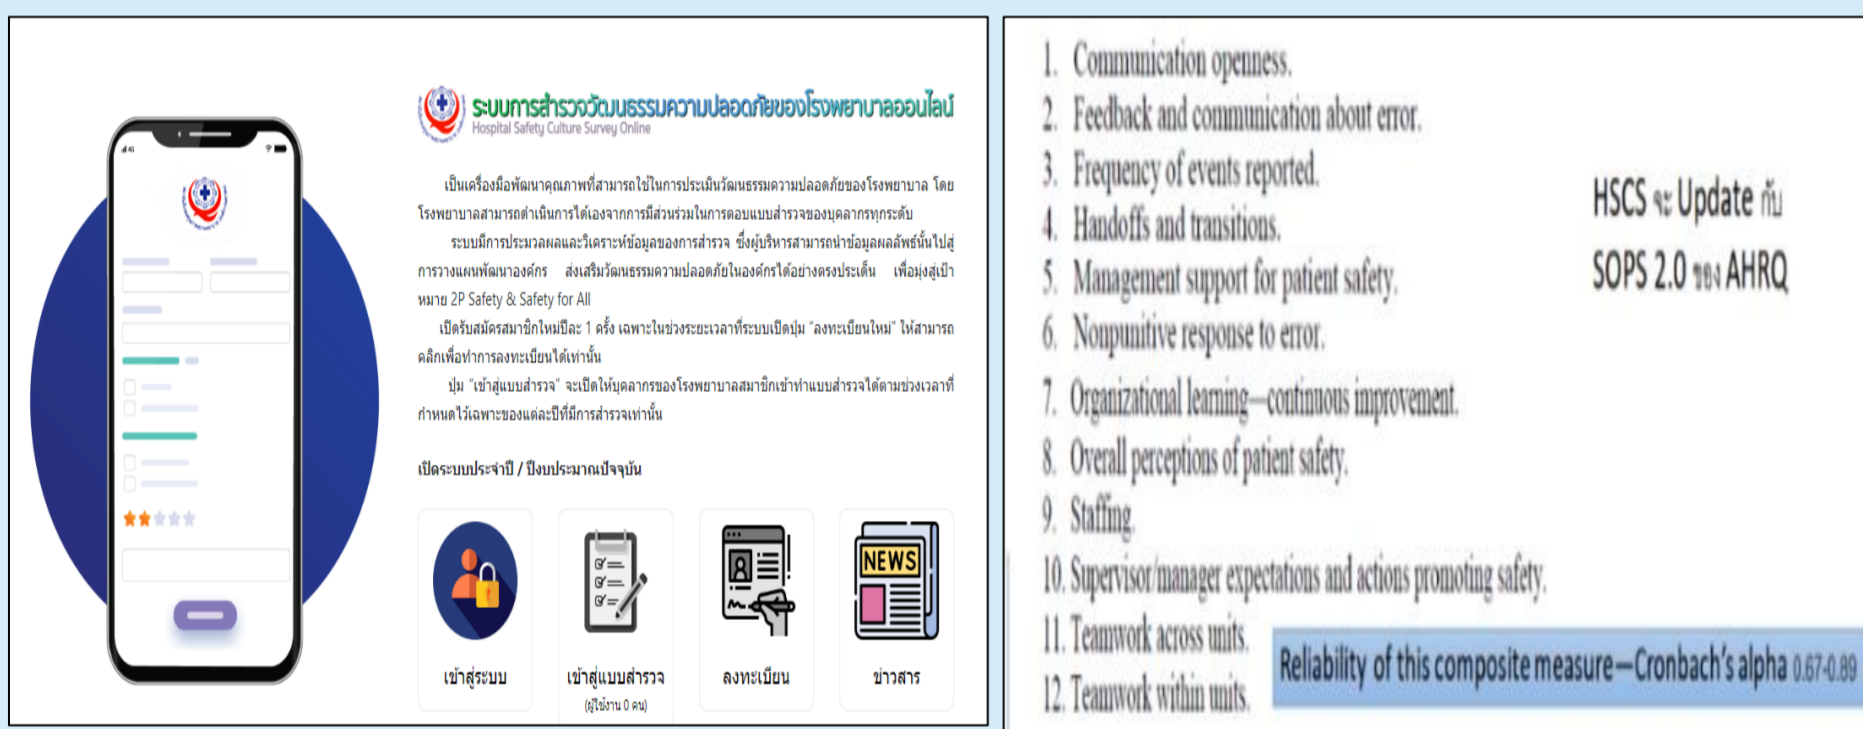 4G
ระบบการสำรวจวัฒนธรรมความปลอดภัยของโรงพยาบาลออนไลน์
Hospital Safety Culture Survey Online
เป็นเครื่องมือพัฒนาคุณภาพที่สามารถใช้ในการประเมินวัฒนธรรมความปลอดภัยของโรงพยาบาล โดย
โรงพยาบาลสามารถดำเนินการได้เองจากการมีส่วนร่วมในการตอบแบบสำรวจของบุคลากรทุกระดับ
ระบบมีการประมวลผลและวิเคราะห์ข้อมูลของการสำรวจ ซึ่งผู้บริหารสามารถนำข้อมูลผลลัพธ์นั้นไปสู่
การวางแผนพัฒนาองค์กร ส่งเสริมวัฒนธรรมความปลอดภัยในองค์กรได้อย่างตรงประเด็น เพื่อมุ่งสู่เป้า
หมาย 2P Safety & Safety for All
เปิดรับสมัครสมาชิกใหม่ปีละ 1 ครั้ง เฉพาะในช่วงระยะเวลาที่ระบบเปิดปุ่ม "ลงทะเบียนใหม่" ให้สามารถ
คลิกเพื่อทำการลงทะเบียนได้เท่านั้น
ปุ่ม "เข้าสู่แบบสำรวจ" จะเปิดให้บุคลากรของโรงพยาบาลสมาชิกเข้าทำแบบสำรวจได้ตามช่วงเวลาที่
กำหนดไว้เฉพาะของแต่ละปีที่มีการสำรวจเท่านั้น
เปิดระบบประจำปี / ปีงบประมาณปัจจุบัน
NEWS
เข้าสู่ระบบ
เข้าสู่แบบสำรวจ
(ผู้ใช้งาน 0 คน)
ลงทะเบียน
ข่าวสาร
1. Communication openness.
2. Feedback and communication about error.
3. Frequency of events reported.
4. Handoffs and transitions.
5. Management support for patient safety.
6. Nonpunitive response to error.
7. Organizational learning—continuous improvement.
8. Overall perceptions of patient safety.
9. Staffing.
10. Supervisor/manager expectations and actions promoting safety.
11. Teamwork across units.
12. Teamwork within units.
HSCS จะ Update กับ
SOPS 2.0 ของ AHRQ
Reliability of this composite measure—Cronbach's alpha 0.67-0.89